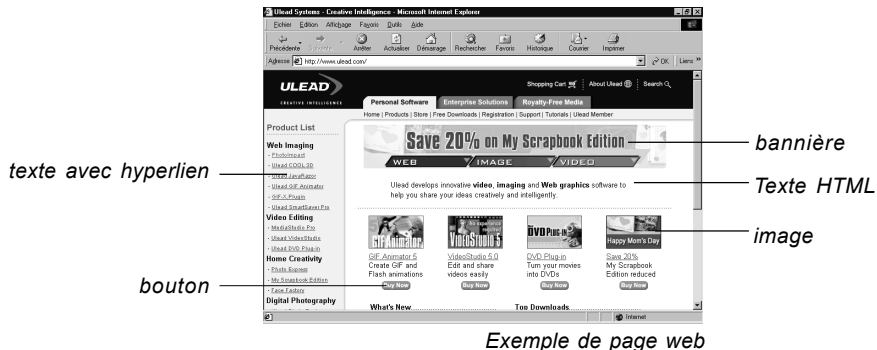 Ulead Systems - Creative Intelligence - Microsoft Internet Explorer
Fichier Edition Affichage Favoris Outils Aide
Précédente Suivante Arrêter Actualiser Démarrage Rechercher Favoris Historique Courrier Imprimer
Adresse http://www.ulead.com/ OK Liens »
ULEAD
CREATIVE INTELLIGENCE
Shopping Cart About Ulead Search
Personal Software Enterprise Solutions Royalty-Free Media
Home | Products | Store | Free Downloads | Registration | Support | Tutorials | Ulead Member
Product List
Web Imaging
- PhotoImpact
- Ulead COOL 3D
- Ulead JavaRazor
- Ulead GIF Animator
- GIF-X.Plugin
- Ulead SmartSaver Pro
Video Editing
- MediaStudio Pro
- Ulead VideoStudio
- Ulead DVD Plug-in
Home Creativity
- Photo Express
- My Scrapbook Edition
- Face Factory
Digital Photography
Save 20% on My Scrapbook Edition
WEB IMAGE VIDEO
Ulead develops innovative video, imaging and Web graphics software to
help you share your ideas creatively and intelligently.
GIF Animator
GIF Animator 5
Create GIF and
Flash animations
Buy Now
No experience required
VIDEOSTUDIO 5
VideoStudio 5.0
Edit and share
videos easily
Buy Now
DVD PLUG-IN
DVD Plug-in
Turn your movies
into DVDs
Buy Now
Happy Mom's Day
Save 20%
My Scrapbook
Edition reduced
Buy Now
What's New
Top Downloads
Internet
texte avec hyperlien
bouton
bannière
Texte HTML
image
Exemple de page web